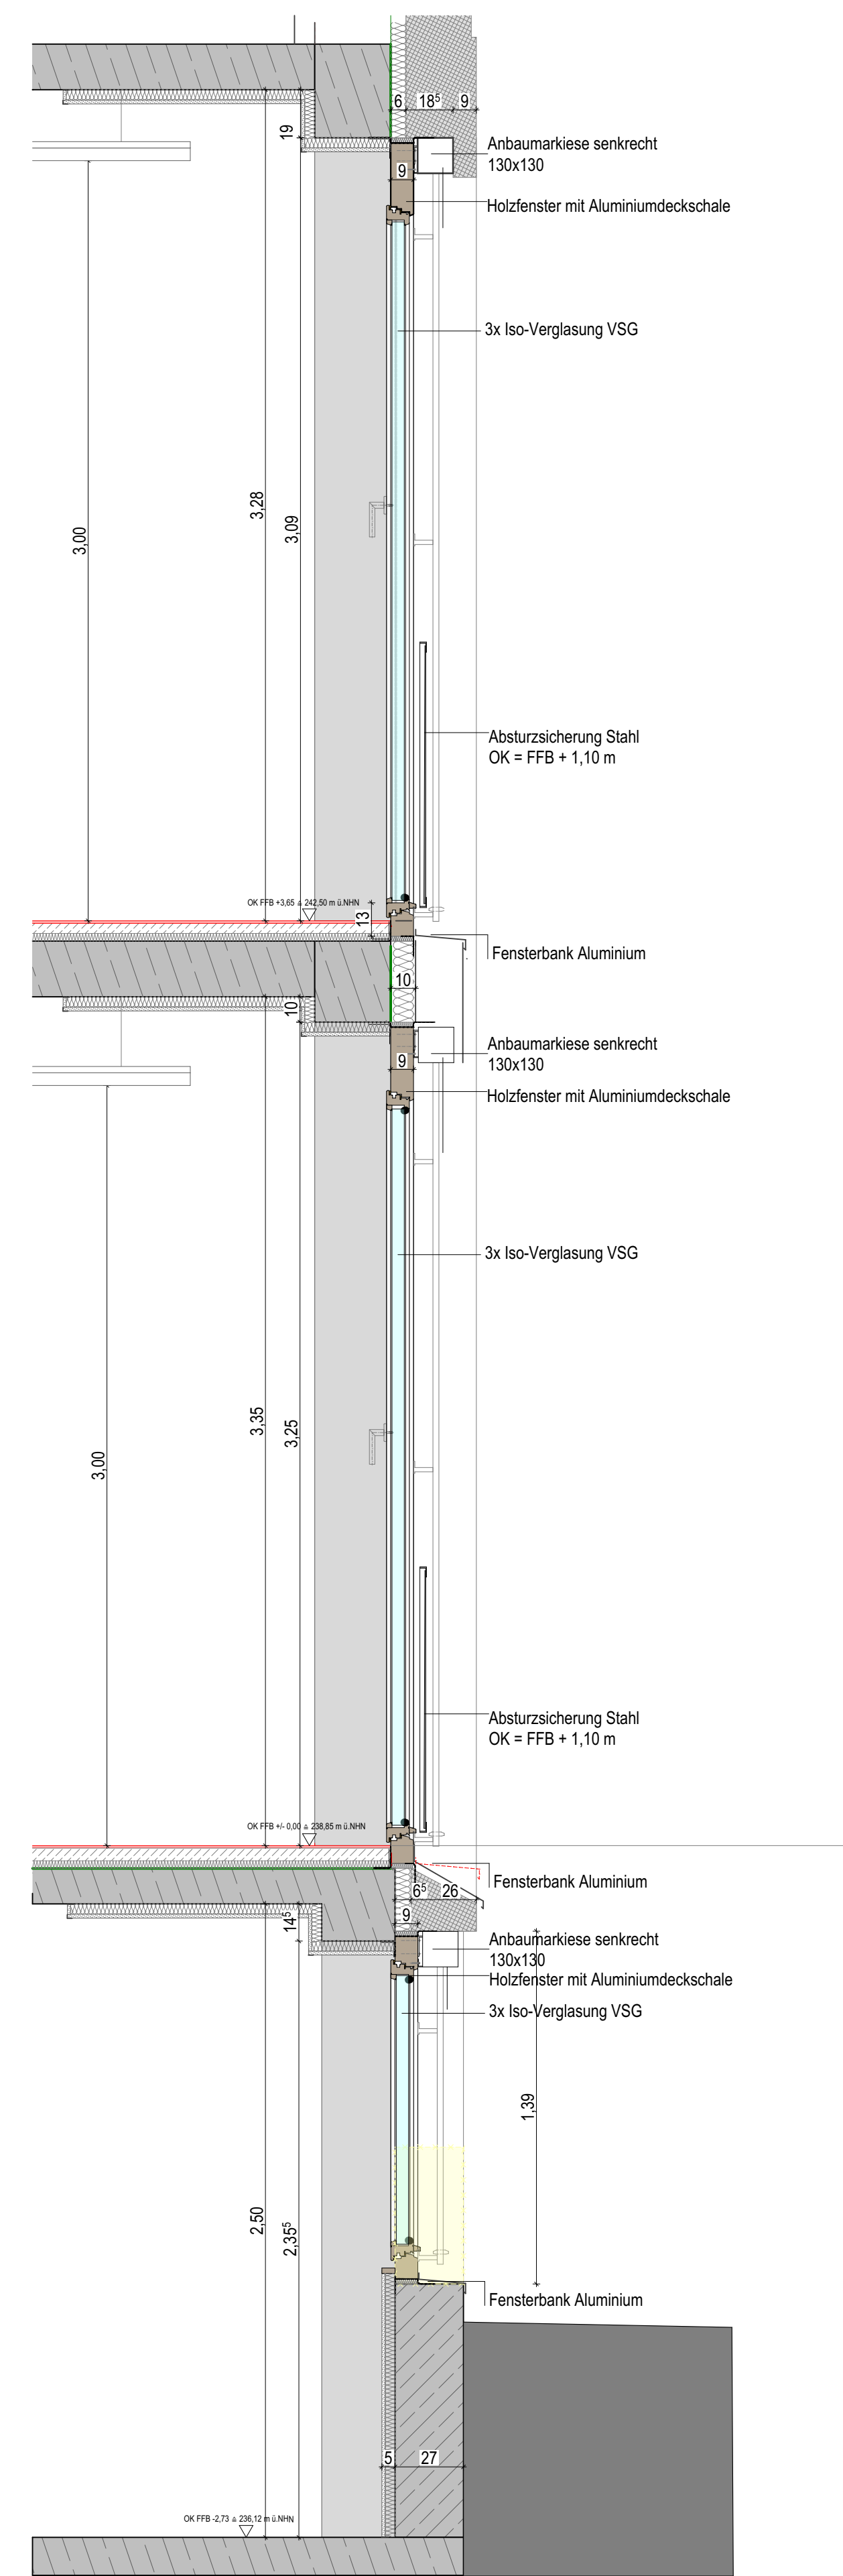 6 18⁵ 9
19
Anbaumarkiese senkrecht
130x130
9
Holzfenster mit Aluminiumdeckschale
3x Iso-Verglasung VSG
3,00
3,28
3,09
Absturzsicherung Stahl
OK = FFB + 1,10 m
OK FFB +3,65 ≙ 242,50 m ü.NHN
13
Fensterbank Aluminium
10
10
Anbaumarkiese senkrecht
130x130
9
Holzfenster mit Aluminiumdeckschale
3x Iso-Verglasung VSG
3,00
3,35
3,25
Absturzsicherung Stahl
OK = FFB + 1,10 m
OK FFB +/- 0,00 ≙ 238,85 m ü.NHN
Fensterbank Aluminium
6⁵ 26
9
14⁵
Anbaumarkiese senkrecht
130x130
Holzfenster mit Aluminiumdeckschale
3x Iso-Verglasung VSG
1,39
2,50
2,35⁵
Fensterbank Aluminium
5 27
OK FFB -2,73 ≙ 236,12 m ü.NHN